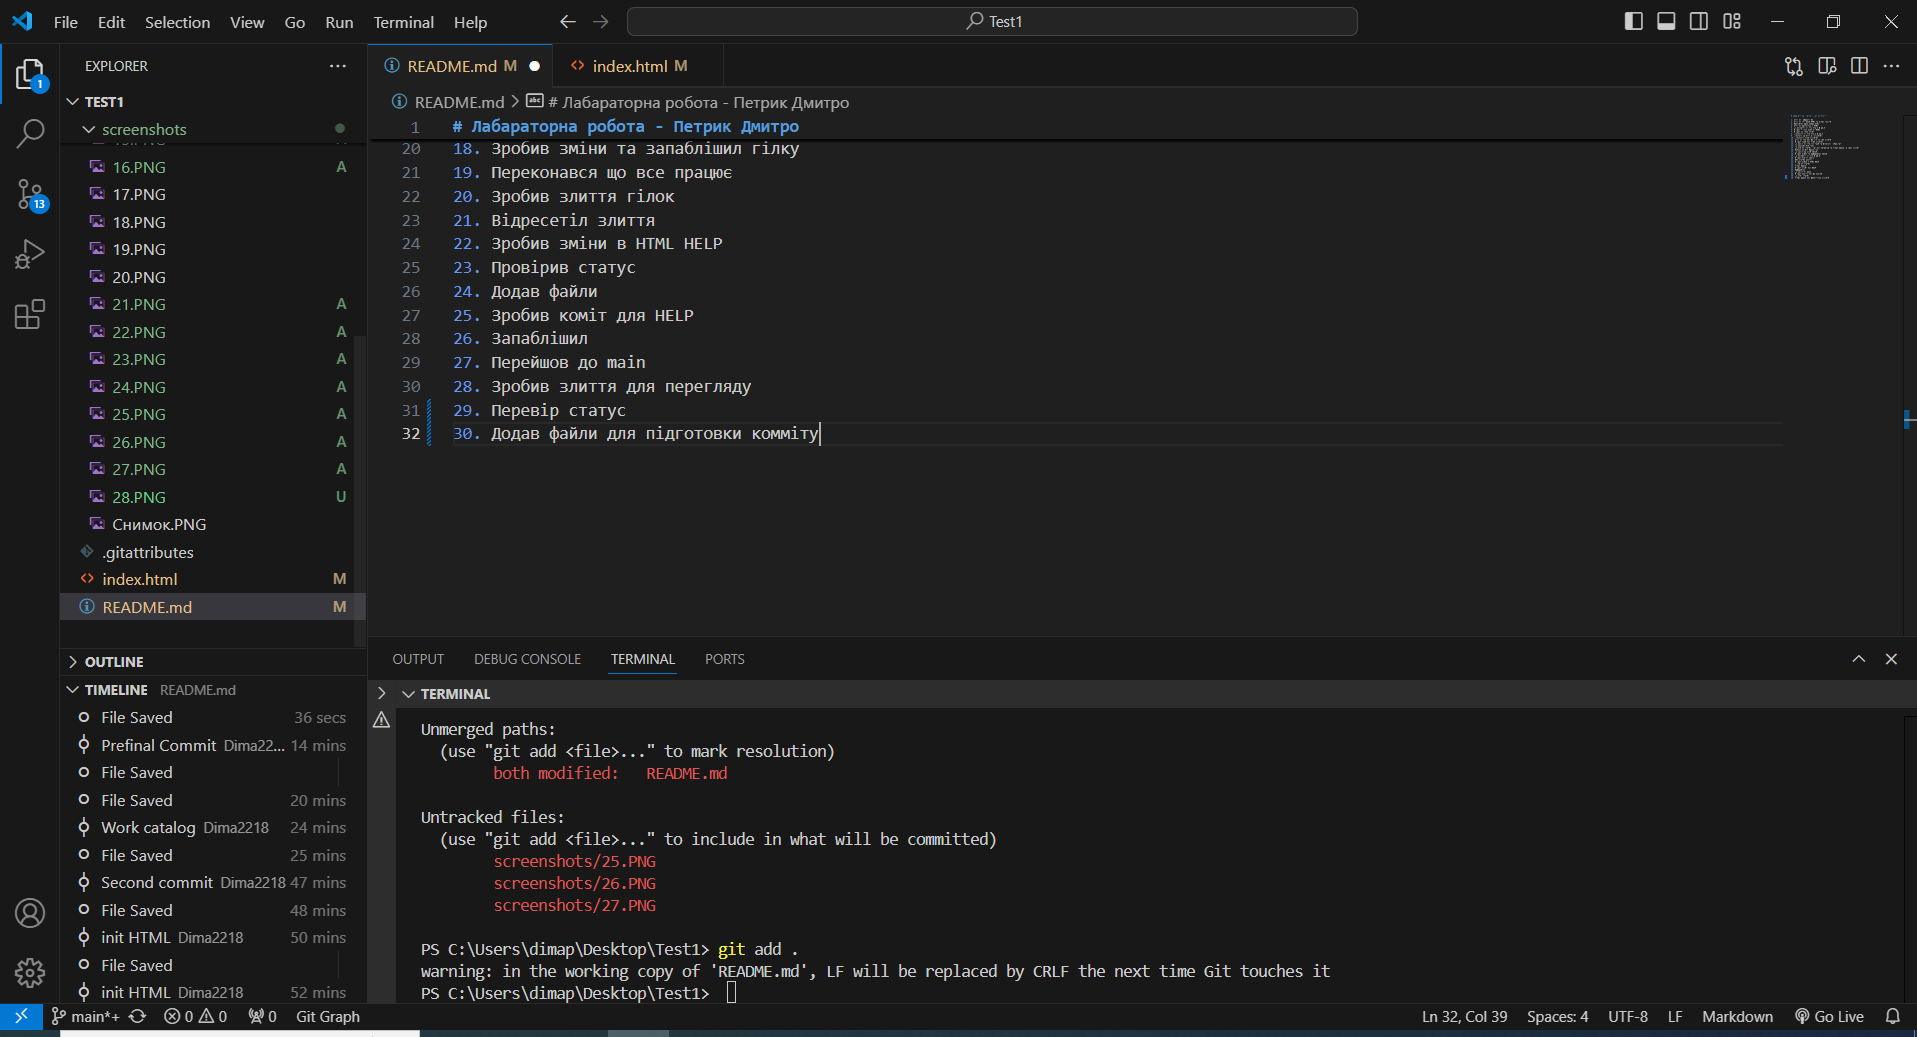 File Edit Selection View Go Run Terminal Help
Test1
EXPLORER
TEST1
screenshots
16.PNG A
17.PNG
18.PNG
19.PNG
20.PNG
21.PNG A
22.PNG A
23.PNG A
24.PNG A
25.PNG A
26.PNG A
27.PNG A
28.PNG U
Снимок.PNG
.gitattributes
index.html M
README.md M
OUTLINE
TIMELINE README.md
File Saved 36 secs
Prefinal Commit Dima22... 14 mins
File Saved
File Saved 20 mins
Work catalog Dima2218 24 mins
File Saved 25 mins
Second commit Dima2218 47 mins
File Saved 48 mins
init HTML Dima2218 50 mins
File Saved
init HTML Dima2218 52 mins
1
13
README.md M
index.html M
README.md > # Лабараторна робота - Петрик Дмитро
1 # Лабараторна робота - Петрик Дмитро
20 18. Зробив зміни та запаблішил гілку
21 19. Переконався що все працює
22 20. Зробив злиття гілок
23 21. Відресетіл злиття
24 22. Зробив зміни в HTML HELP
25 23. Провірив статус
26 24. Додав файли
27 25. Зробив коміт для HELP
28 26. Запаблішил
29 27. Перейшов до main
30 28. Зробив злиття для перегляду
31 29. Перевір статус
32 30. Додав файли для підготовки комміту
OUTPUT DEBUG CONSOLE TERMINAL PORTS
TERMINAL
Unmerged paths:
(use "git add <file>..." to mark resolution)
both modified: README.md
Untracked files:
(use "git add <file>..." to include in what will be committed)
screenshots/25.PNG
screenshots/26.PNG
screenshots/27.PNG
PS C:\Users\dimap\Desktop\Test1> git add .
warning: in the working copy of 'README.md', LF will be replaced by CRLF the next time Git touches it
PS C:\Users\dimap\Desktop\Test1>
main*+ 0 0 0 Git Graph
Ln 32, Col 39 Spaces: 4 UTF-8 LF Markdown Go Live